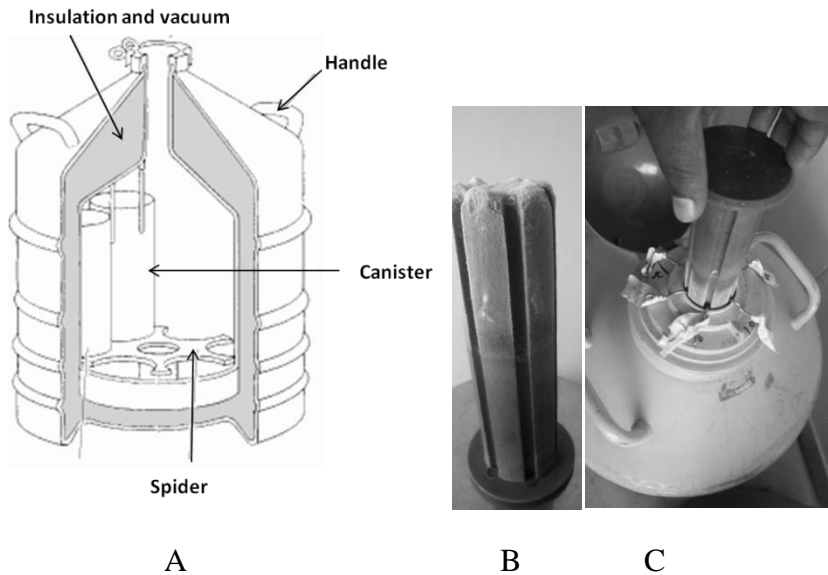 Insulation and vacuum
Handle
Canister
Spider
A
B
C